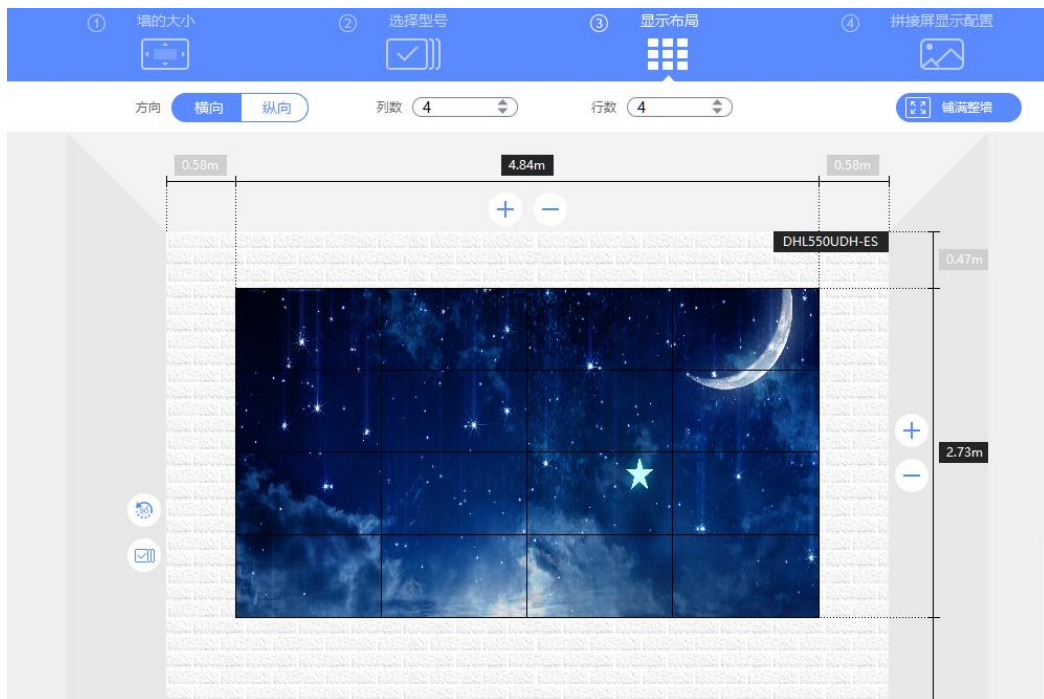 ① 墙的大小 ② 选择型号 ③ 显示布局 ④ 拼接屏显示配置
方向 横向 纵向 列数 4 行数 4 铺满整墙
0.58m 4.84m 0.58m
DHL550UDH-ES
0.47m
2.73m
90